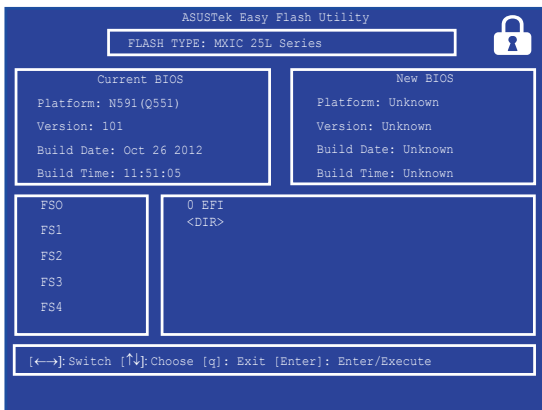 ASUSTek Easy Flash Utility
FLASH TYPE: MXIC 25L Series
Current BIOS
Platform: N591(Q551)
Version: 101
Build Date: Oct 26 2012
Build Time: 11:51:05
New BIOS
Platform: Unknown
Version: Unknown
Build Date: Unknown
Build Time: Unknown
FSO
FS1
FS2
FS3
FS4
0 EFI
<DIR>
[←→]: Switch [↑↓]: Choose [q]: Exit [Enter]: Enter/Execute